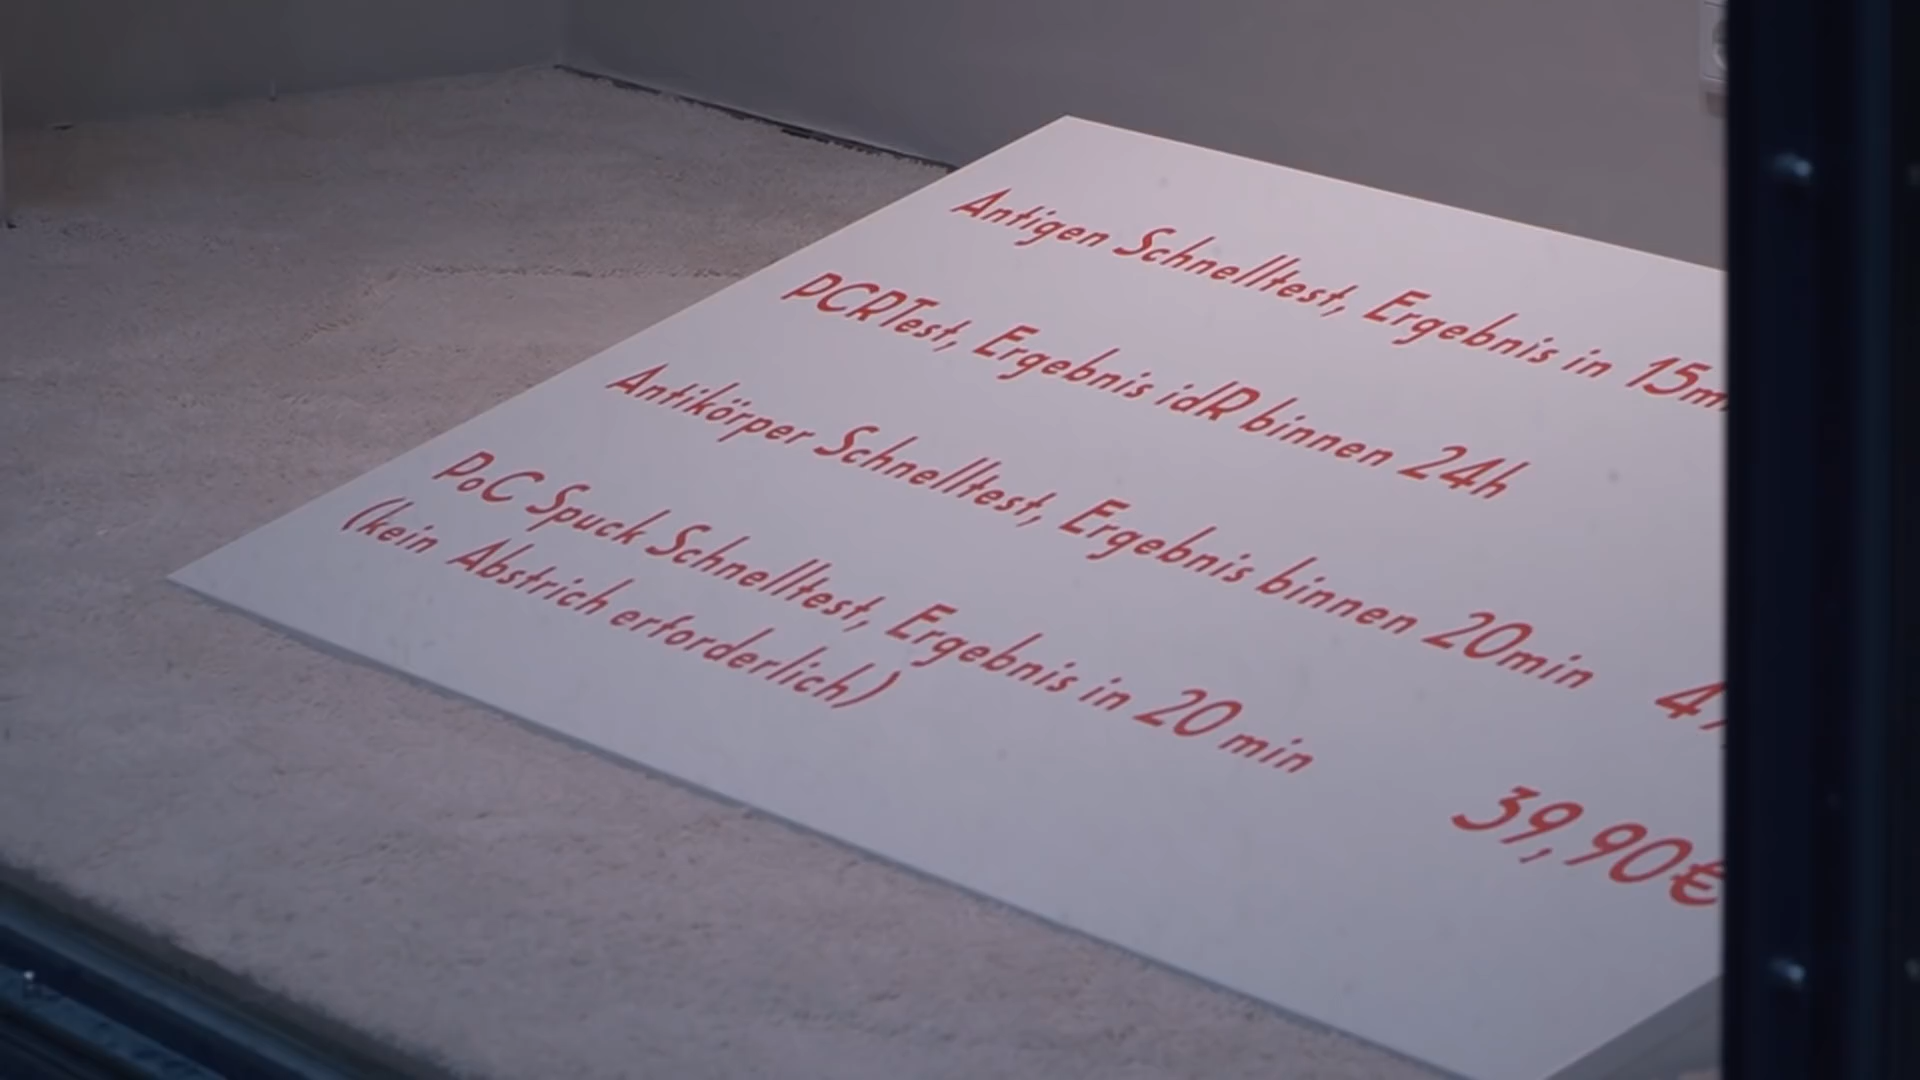 Antigen Schnelltest, Ergebnis in 15m
PCRTest, Ergebnis idR binnen 24h
Antikörper Schnelltest, Ergebnis binnen 20min
PoC Spuck Schnelltest, Ergebnis in 20 min 39,90€
(kein Abstrich erforderlich)